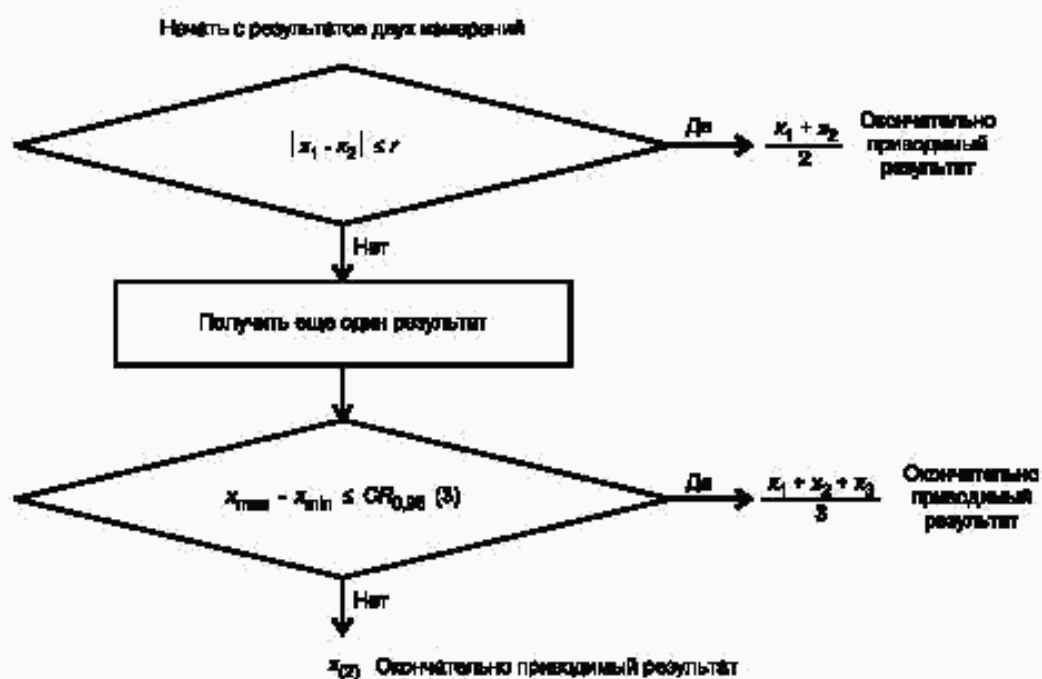 Начать с результатов двух измерений
|x₁ - x₂| ≤ r
Да
x₁ + x₂
2
Окончательно
приводимый
результат
Нет
Получить еще один результат
xmax - xmin ≤ CR0,95 (3)
Да
x₁ + x₂ + x₃
3
Окончательно
приводимый
результат
Нет
x(2) Окончательно приводимый результат